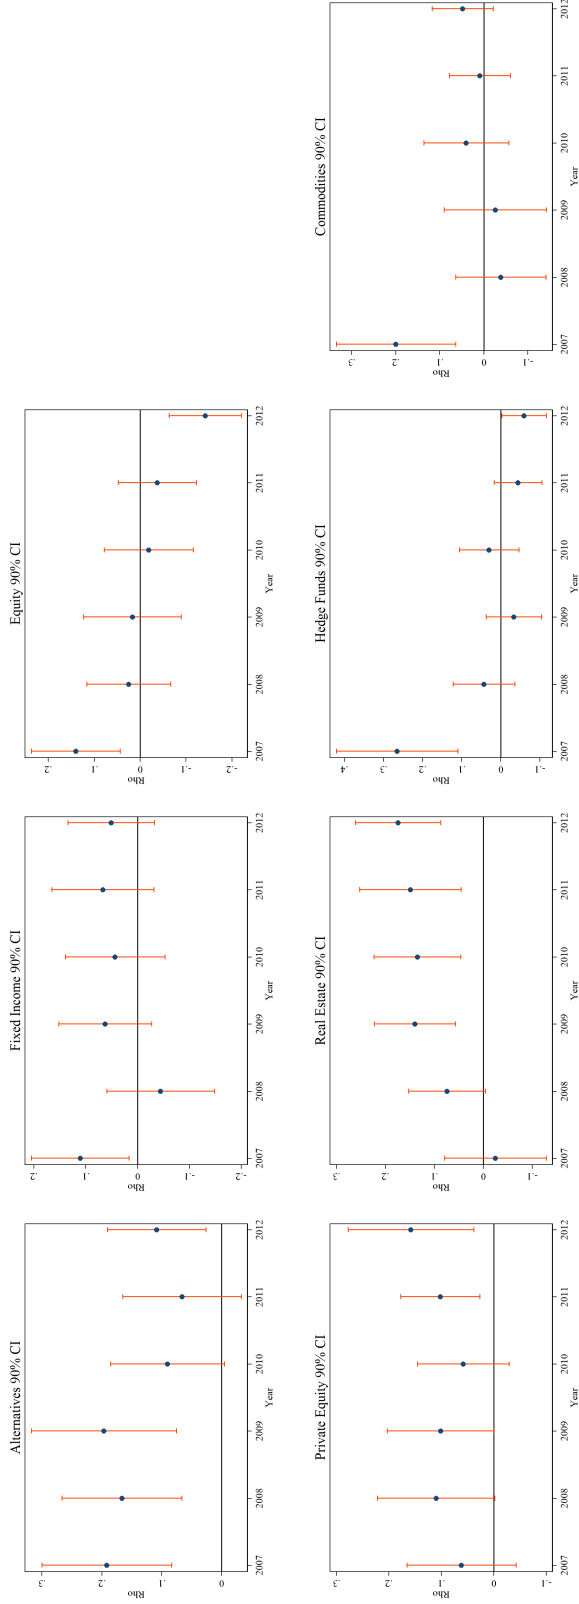 Alternatives 90% CI
Rho
.3
.2
.1
0
2007 2008 2009 2010 2011 2012
Year
Fixed Income 90% CI
Rho
.2
.1
0
-.1
-.2
2007 2008 2009 2010 2011 2012
Year
Equity 90% CI
Rho
.2
.1
0
-.1
-.2
2007 2008 2009 2010 2011 2012
Year
Private Equity 90% CI
Rho
.3
.2
.1
0
-.1
2007 2008 2009 2010 2011 2012
Year
Real Estate 90% CI
Rho
.3
.2
.1
0
-.1
2007 2008 2009 2010 2011 2012
Year
Hedge Funds 90% CI
Rho
.4
.3
.2
.1
0
-.1
2007 2008 2009 2010 2011 2012
Year
Commodities 90% CI
Rho
.3
.2
.1
0
-.1
2007 2008 2009 2010 2011 2012
Year